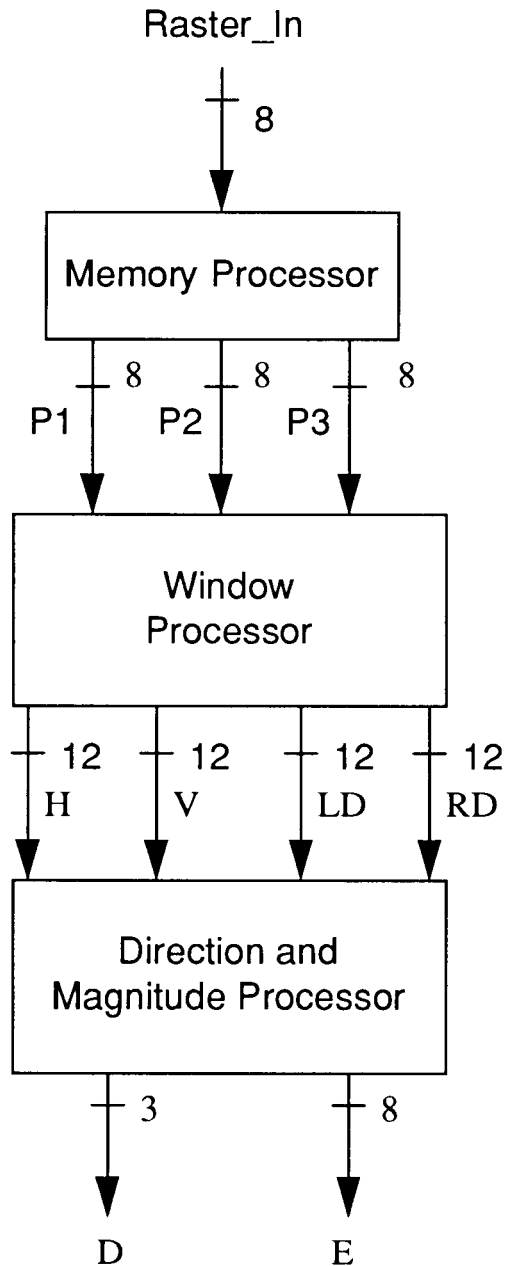 Raster_In
8
Memory Processor
8 8 8
P1 P2 P3
Window
Processor
12 12 12 12
H V LD RD
Direction and
Magnitude Processor
3 8
D E